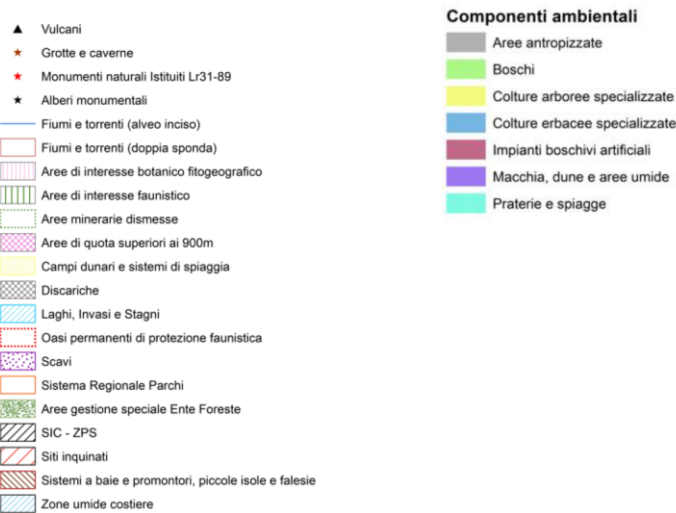 Vulcani
Grotte e caverne
Monumenti naturali Istituiti Lr31-89
Alberi monumentali
Fiumi e torrenti (alveo inciso)
Fiumi e torrenti (doppia sponda)
Aree di interesse botanico fitogeografico
Aree di interesse faunistico
Aree minerarie dismesse
Aree di quota superiori ai 900m
Campi dunari e sistemi di spiaggia
Discariche
Laghi, Invasi e Stagni
Oasi permanenti di protezione faunistica
Scavi
Sistema Regionale Parchi
Aree gestione speciale Ente Foreste
SIC - ZPS
Siti inquinati
Sistemi a baie e promontori, piccole isole e falesie
Zone umide costiere
Componenti ambientali
Aree antropizzate
Boschi
Colture arboree specializzate
Colture erbacee specializzate
Impianti boschivi artificiali
Macchia, dune e aree umide
Praterie e spiagge